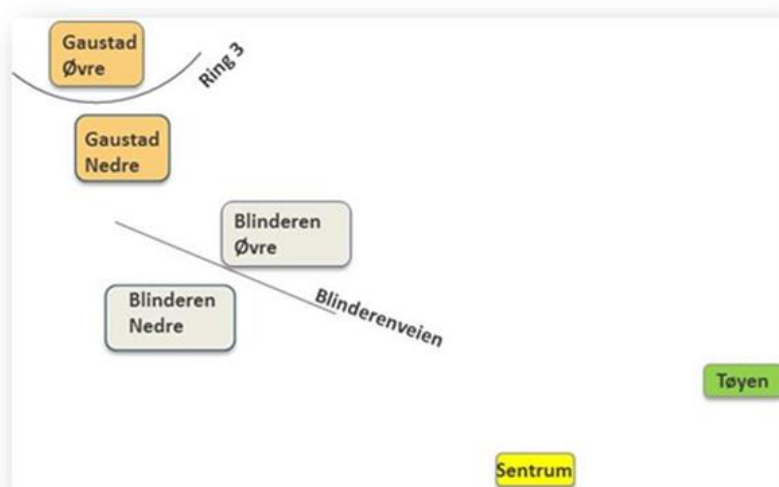 Gaustad
Øvre
Ring 3
Gaustad
Nedre
Blinderen
Øvre
Blinderen
Nedre
Blinderenveien
Tøyen
Sentrum